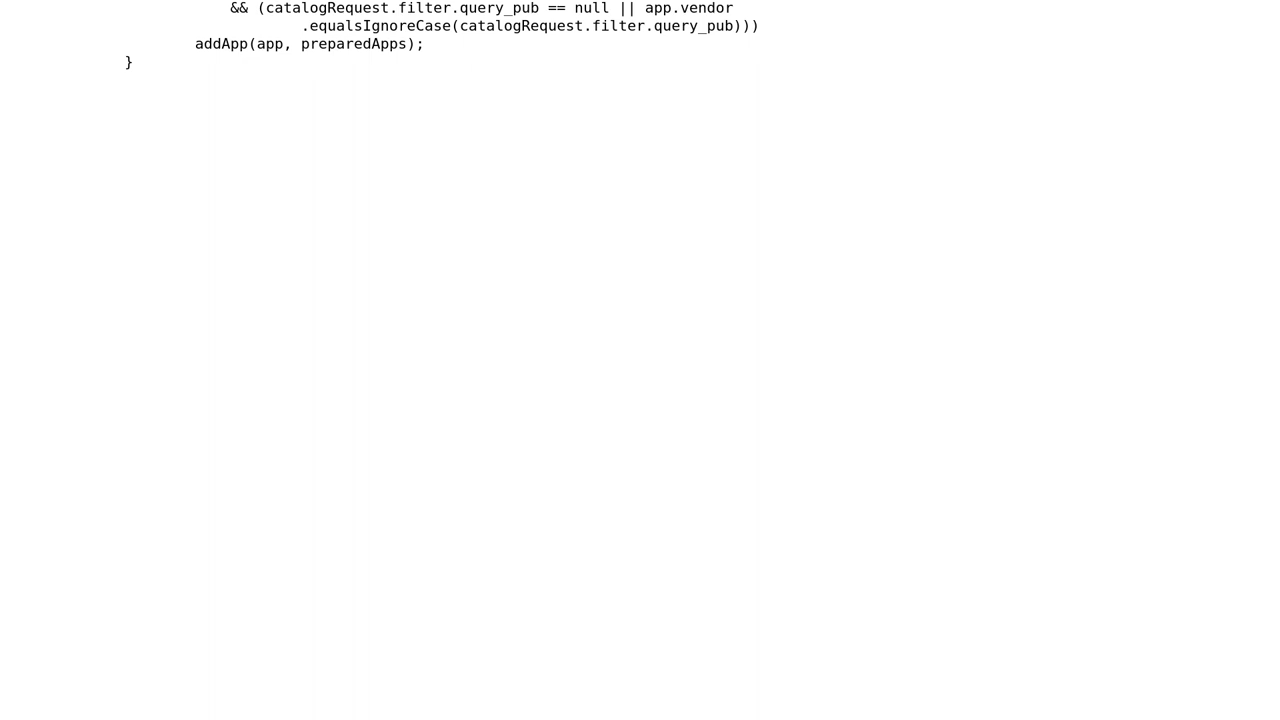 && (catalogRequest.filter.query_pub == null || app.vendor
.equalsIgnoreCase(catalogRequest.filter.query_pub)))
addApp(app, preparedApps);
}